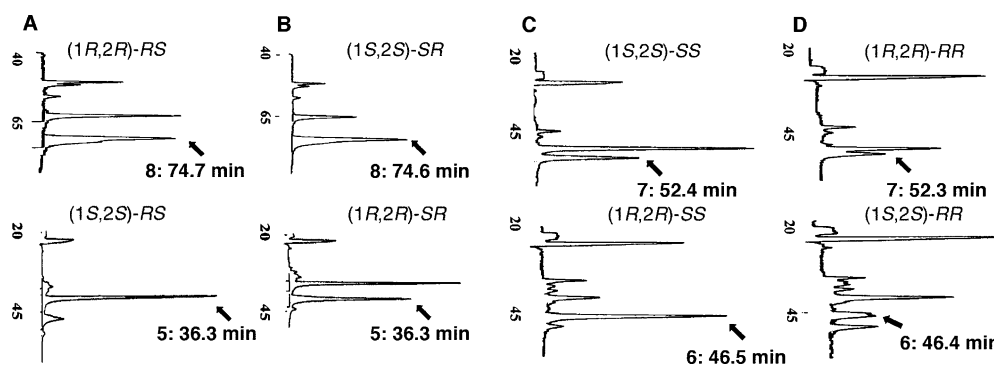 A
B
C
D
(1R,2R)-RS
(1S,2S)-SR
(1S,2S)-SS
(1R,2R)-RR
40
40
20
20
65
65
45
45
8: 74.7 min
8: 74.6 min
7: 52.4 min
7: 52.3 min
(1S,2S)-RS
(1R,2R)-SR
(1R,2R)-SS
(1S,2S)-RR
20
20
20
20
45
45
45
45
5: 36.3 min
5: 36.3 min
6: 46.5 min
6: 46.4 min